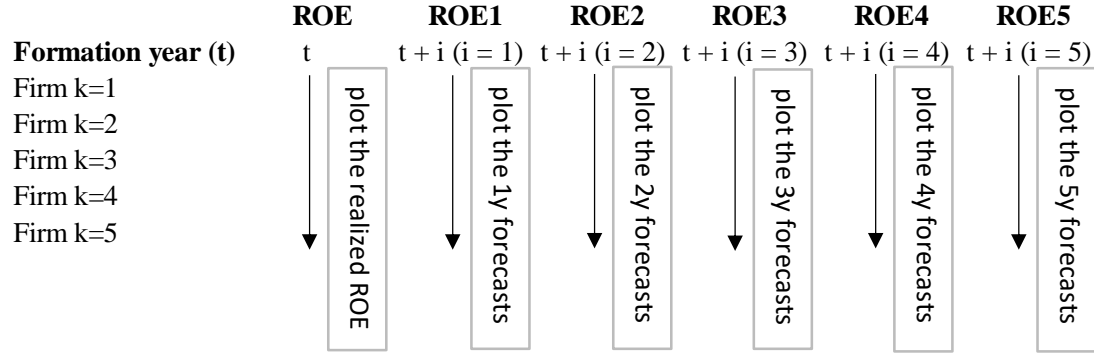 ROE ROE1 ROE2 ROE3 ROE4 ROE5
Formation year (t) t t + i (i = 1) t + i (i = 2) t + i (i = 3) t + i (i = 4) t + i (i = 5)
Firm k=1
Firm k=2
Firm k=3
Firm k=4
Firm k=5
plot the realized ROE
plot the 1y forecasts
plot the 2y forecasts
plot the 3y forecasts
plot the 4y forecasts
plot the 5y forecasts